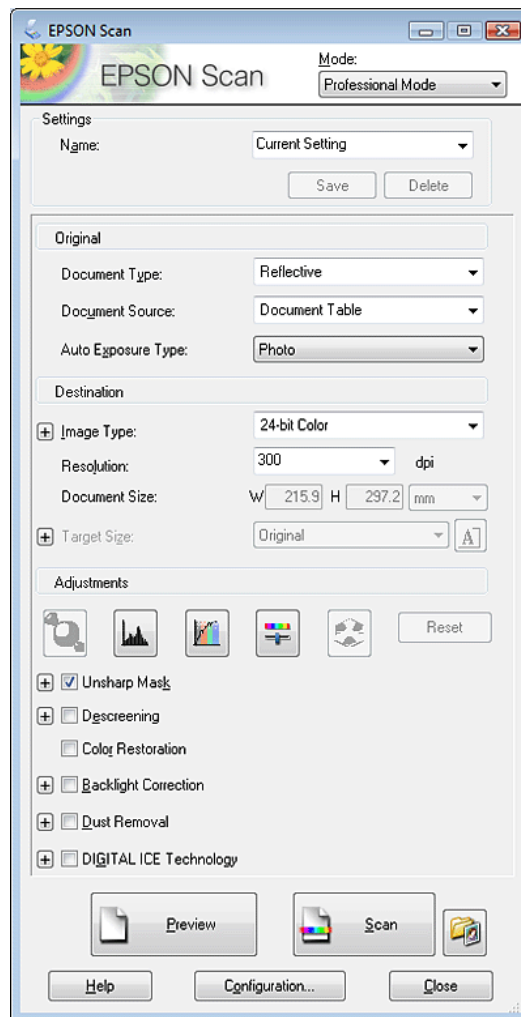 EPSON Scan
EPSON Scan
Mode:
Professional Mode
Settings
Name: Current Setting
Save Delete
Original
Document Type: Reflective
Document Source: Document Table
Auto Exposure Type: Photo
Destination
Image Type: 24-bit Color
Resolution: 300 dpi
Document Size: W 215.9 H 297.2 mm
Target Size: Original A
Adjustments
Reset
Unsharp Mask
Descreening
Color Restoration
Backlight Correction
Dust Removal
DIGITAL ICE Technology
Preview Scan
Help Configuration... Close